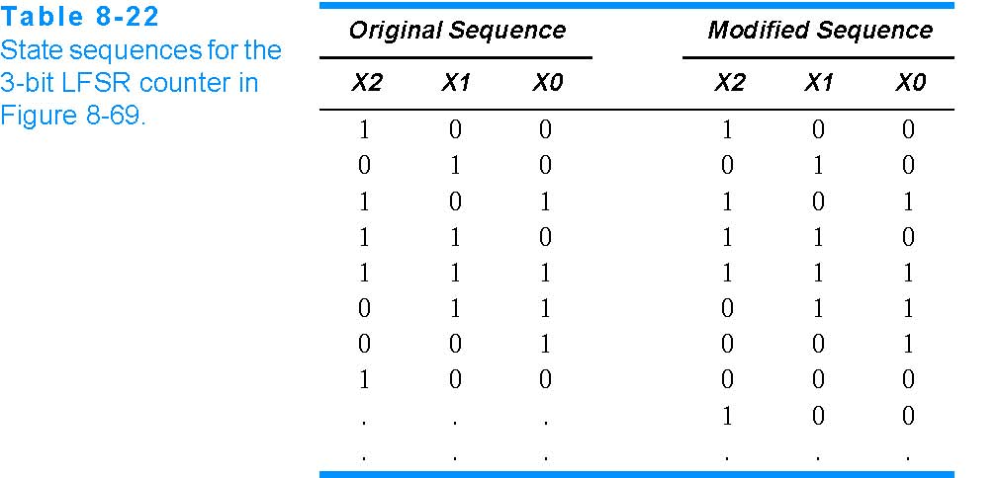 Table 8-22
State sequences for the
3-bit LFSR counter in
Figure 8-69.
Original Sequence Modified Sequence
X2 X1 X0 X2 X1 X0
1 0 0 1 0 0
0 1 0 0 1 0
1 0 1 1 0 1
1 1 0 1 1 0
1 1 1 1 1 1
0 1 1 0 1 1
0 0 1 0 0 1
1 0 0 0 0 0
. . . 1 0 0
. . . . . .